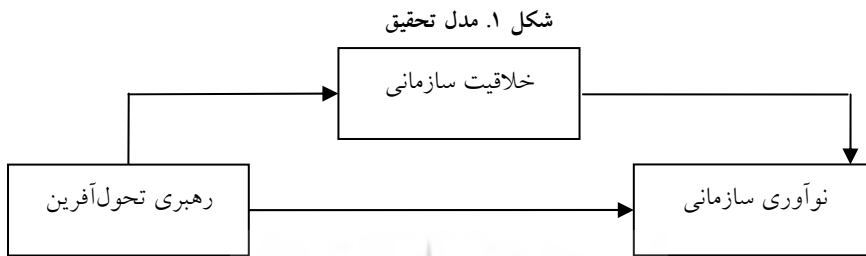 شکل ۱. مدل تحقیق
خلاقیت سازمانی
رهبری تحول‌آفرین
نوآوری سازمانی